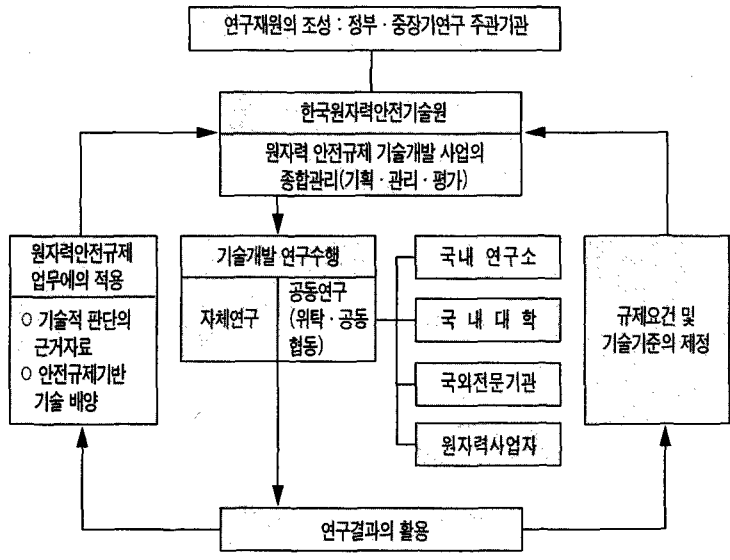 연구재원의 조성 : 정부 · 중장기연구 주관기관
한국원자력안전기술원
원자력 안전규제 기술개발 사업의
종합관리(기획 · 관리 · 평가)
원자력안전규제
업무에의 적용
○ 기술적 판단의
근거자료
○ 안전규제기반
기술 배양
기술개발 연구수행
자체연구
공동연구
(위탁 · 공동
협동)
국내 연구소
국 내 대 학
국외전문기관
원자력사업자
규제요건 및
기술기준의 제정
연구결과의 활용